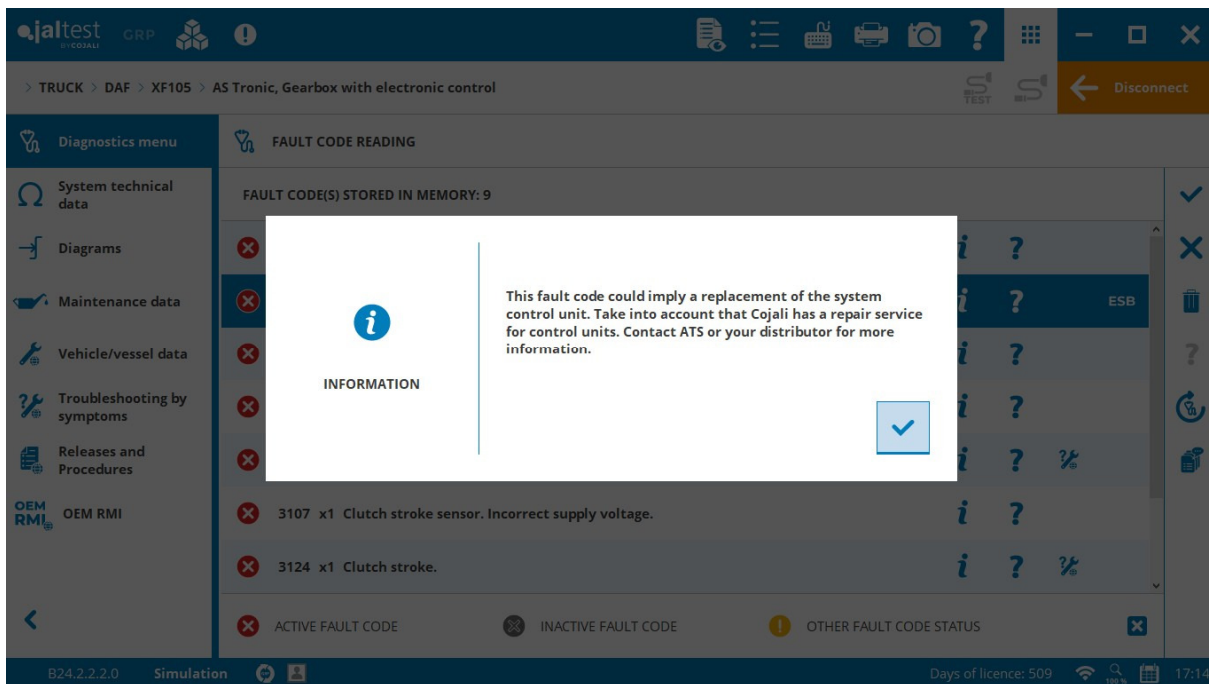 jaltest
BY COJALI
GRP
> TRUCK > DAF > XF105 > AS Tronic, Gearbox with electronic control
TEST
Disconnect
Diagnostics menu
FAULT CODE READING
System technical
data
FAULT CODE(S) STORED IN MEMORY: 9
Diagrams
Maintenance data
ESB
Vehicle/vessel data
Troubleshooting by
symptoms
Releases and
Procedures
OEM
RMI
OEM RMI
This fault code could imply a replacement of the system
control unit. Take into account that Cojali has a repair service
for control units. Contact ATS or your distributor for more
information.
INFORMATION
3107 x1 Clutch stroke sensor. Incorrect supply voltage.
3124 x1 Clutch stroke.
ACTIVE FAULT CODE
INACTIVE FAULT CODE
OTHER FAULT CODE STATUS
B24.2.2.2.0
Simulation
Days of licence: 509
100 %
17:14